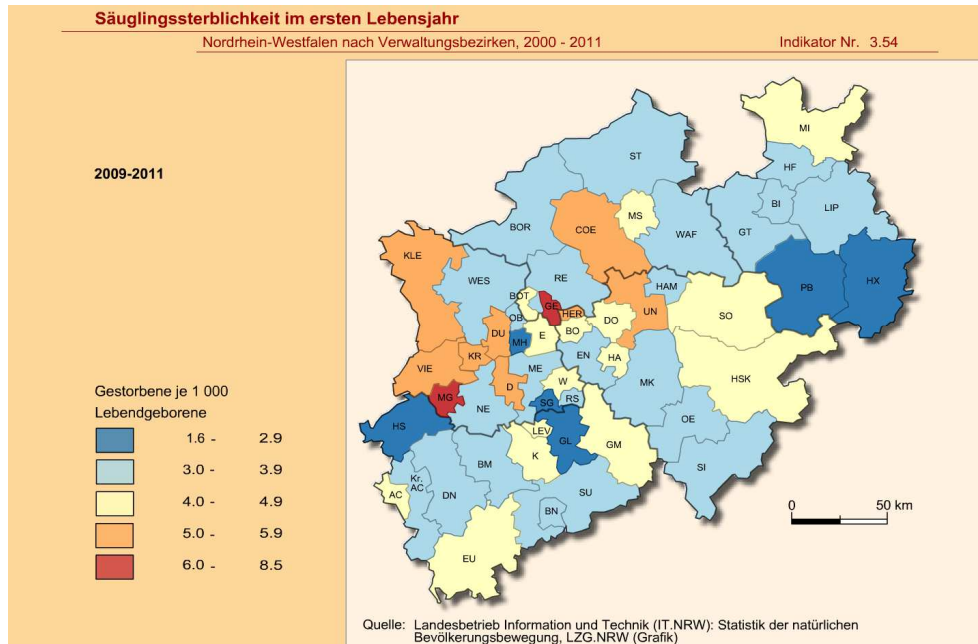 Säuglingssterblichkeit im ersten Lebensjahr
Nordrhein-Westfalen nach Verwaltungsbezirken, 2000 - 2011 Indikator Nr. 3.54
2009-2011
MI
ST
HF
BI
LIP
MS
BOR
COE
WAF
GT
KLE
WES
RE
HAM
PB
HX
BOT
GE
HER
UN
SO
OB
DU
MH
E
BO
DO
EN
HA
KR
VIE
ME
D
W
MK
HSK
MG
NE
SG
RS
OE
HS
LEV
GL
GM
K
SI
Kr.
AC
BM
AC
DN
SU
BN
EU
Gestorbene je 1 000
Lebendgeborene
1.6 - 2.9
3.0 - 3.9
4.0 - 4.9
5.0 - 5.9
6.0 - 8.5
0 50 km
Quelle: Landesbetrieb Information und Technik (IT.NRW): Statistik der natürlichen
Bevölkerungsbewegung, LZG.NRW (Grafik)